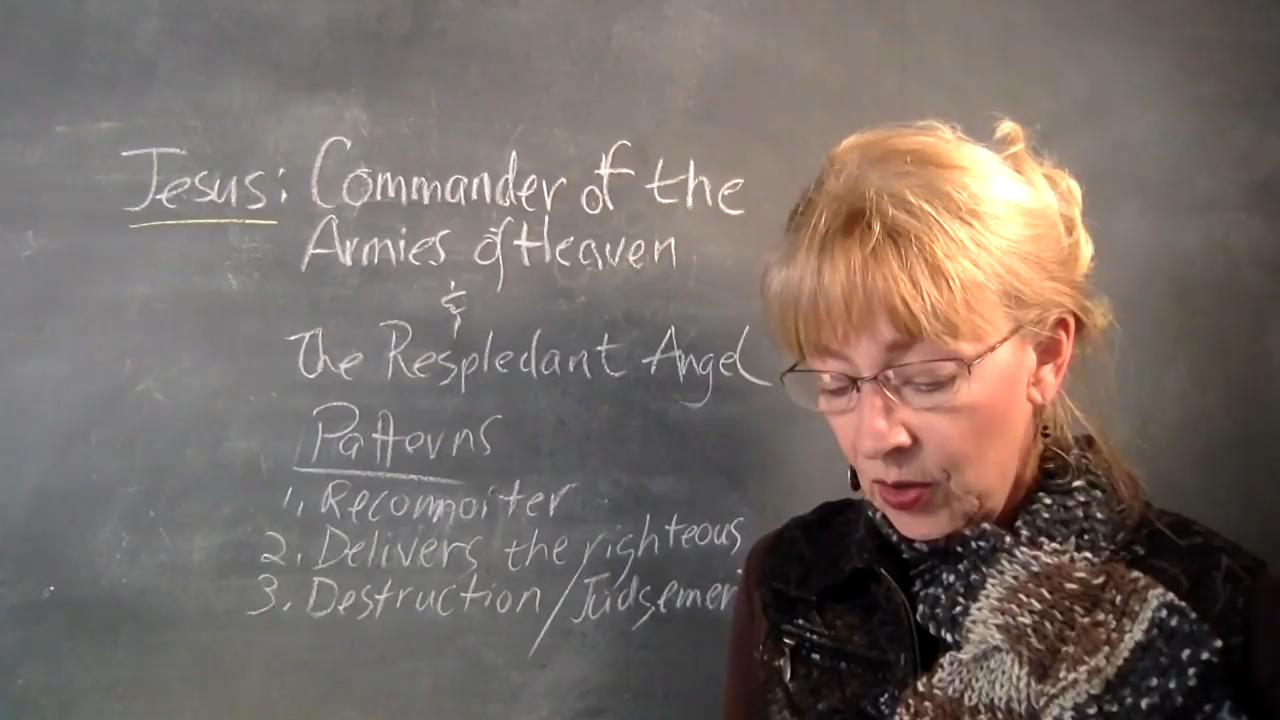 Jesus: Commander of the
Armies of Heaven
&
The Respledant Angel
Patterns
1. Reconnoiter
2. Delivers the righteous
3. Destruction/Judsemen